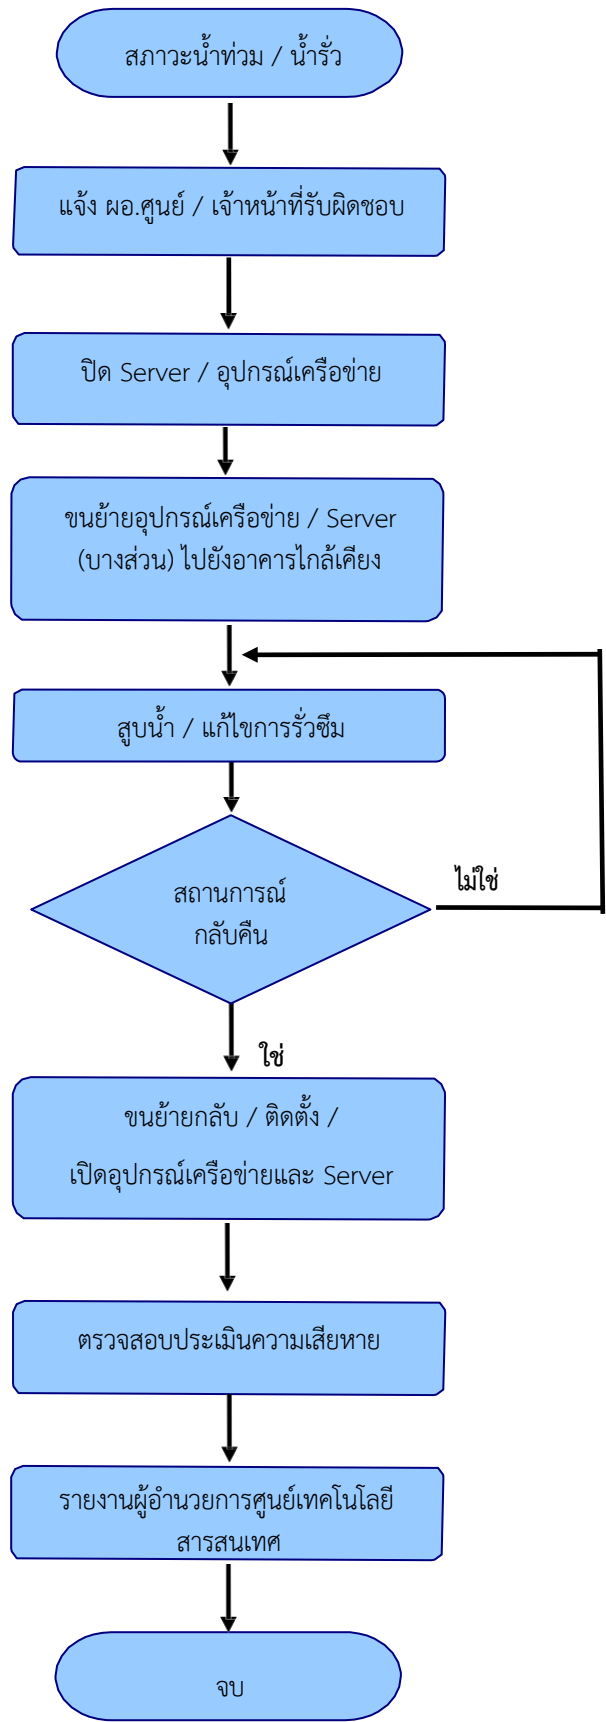 สภาวะน้ำท่วม / น้ำรั่ว
แจ้ง ผอ.ศูนย์ / เจ้าหน้าที่รับผิดชอบ
ปิด Server / อุปกรณ์เครือข่าย
ขนย้ายอุปกรณ์เครือข่าย / Server
(บางส่วน) ไปยังอาคารใกล้เคียง
สูบน้ำ / แก้ไขการรั่วซึม
สถานการณ์
กลับคืน
ไม่ใช่
ใช่
ขนย้ายกลับ / ติดตั้ง /
เปิดอุปกรณ์เครือข่ายและ Server
ตรวจสอบประเมินความเสียหาย
รายงานผู้อำนวยการศูนย์เทคโนโลยี
สารสนเทศ
จบ